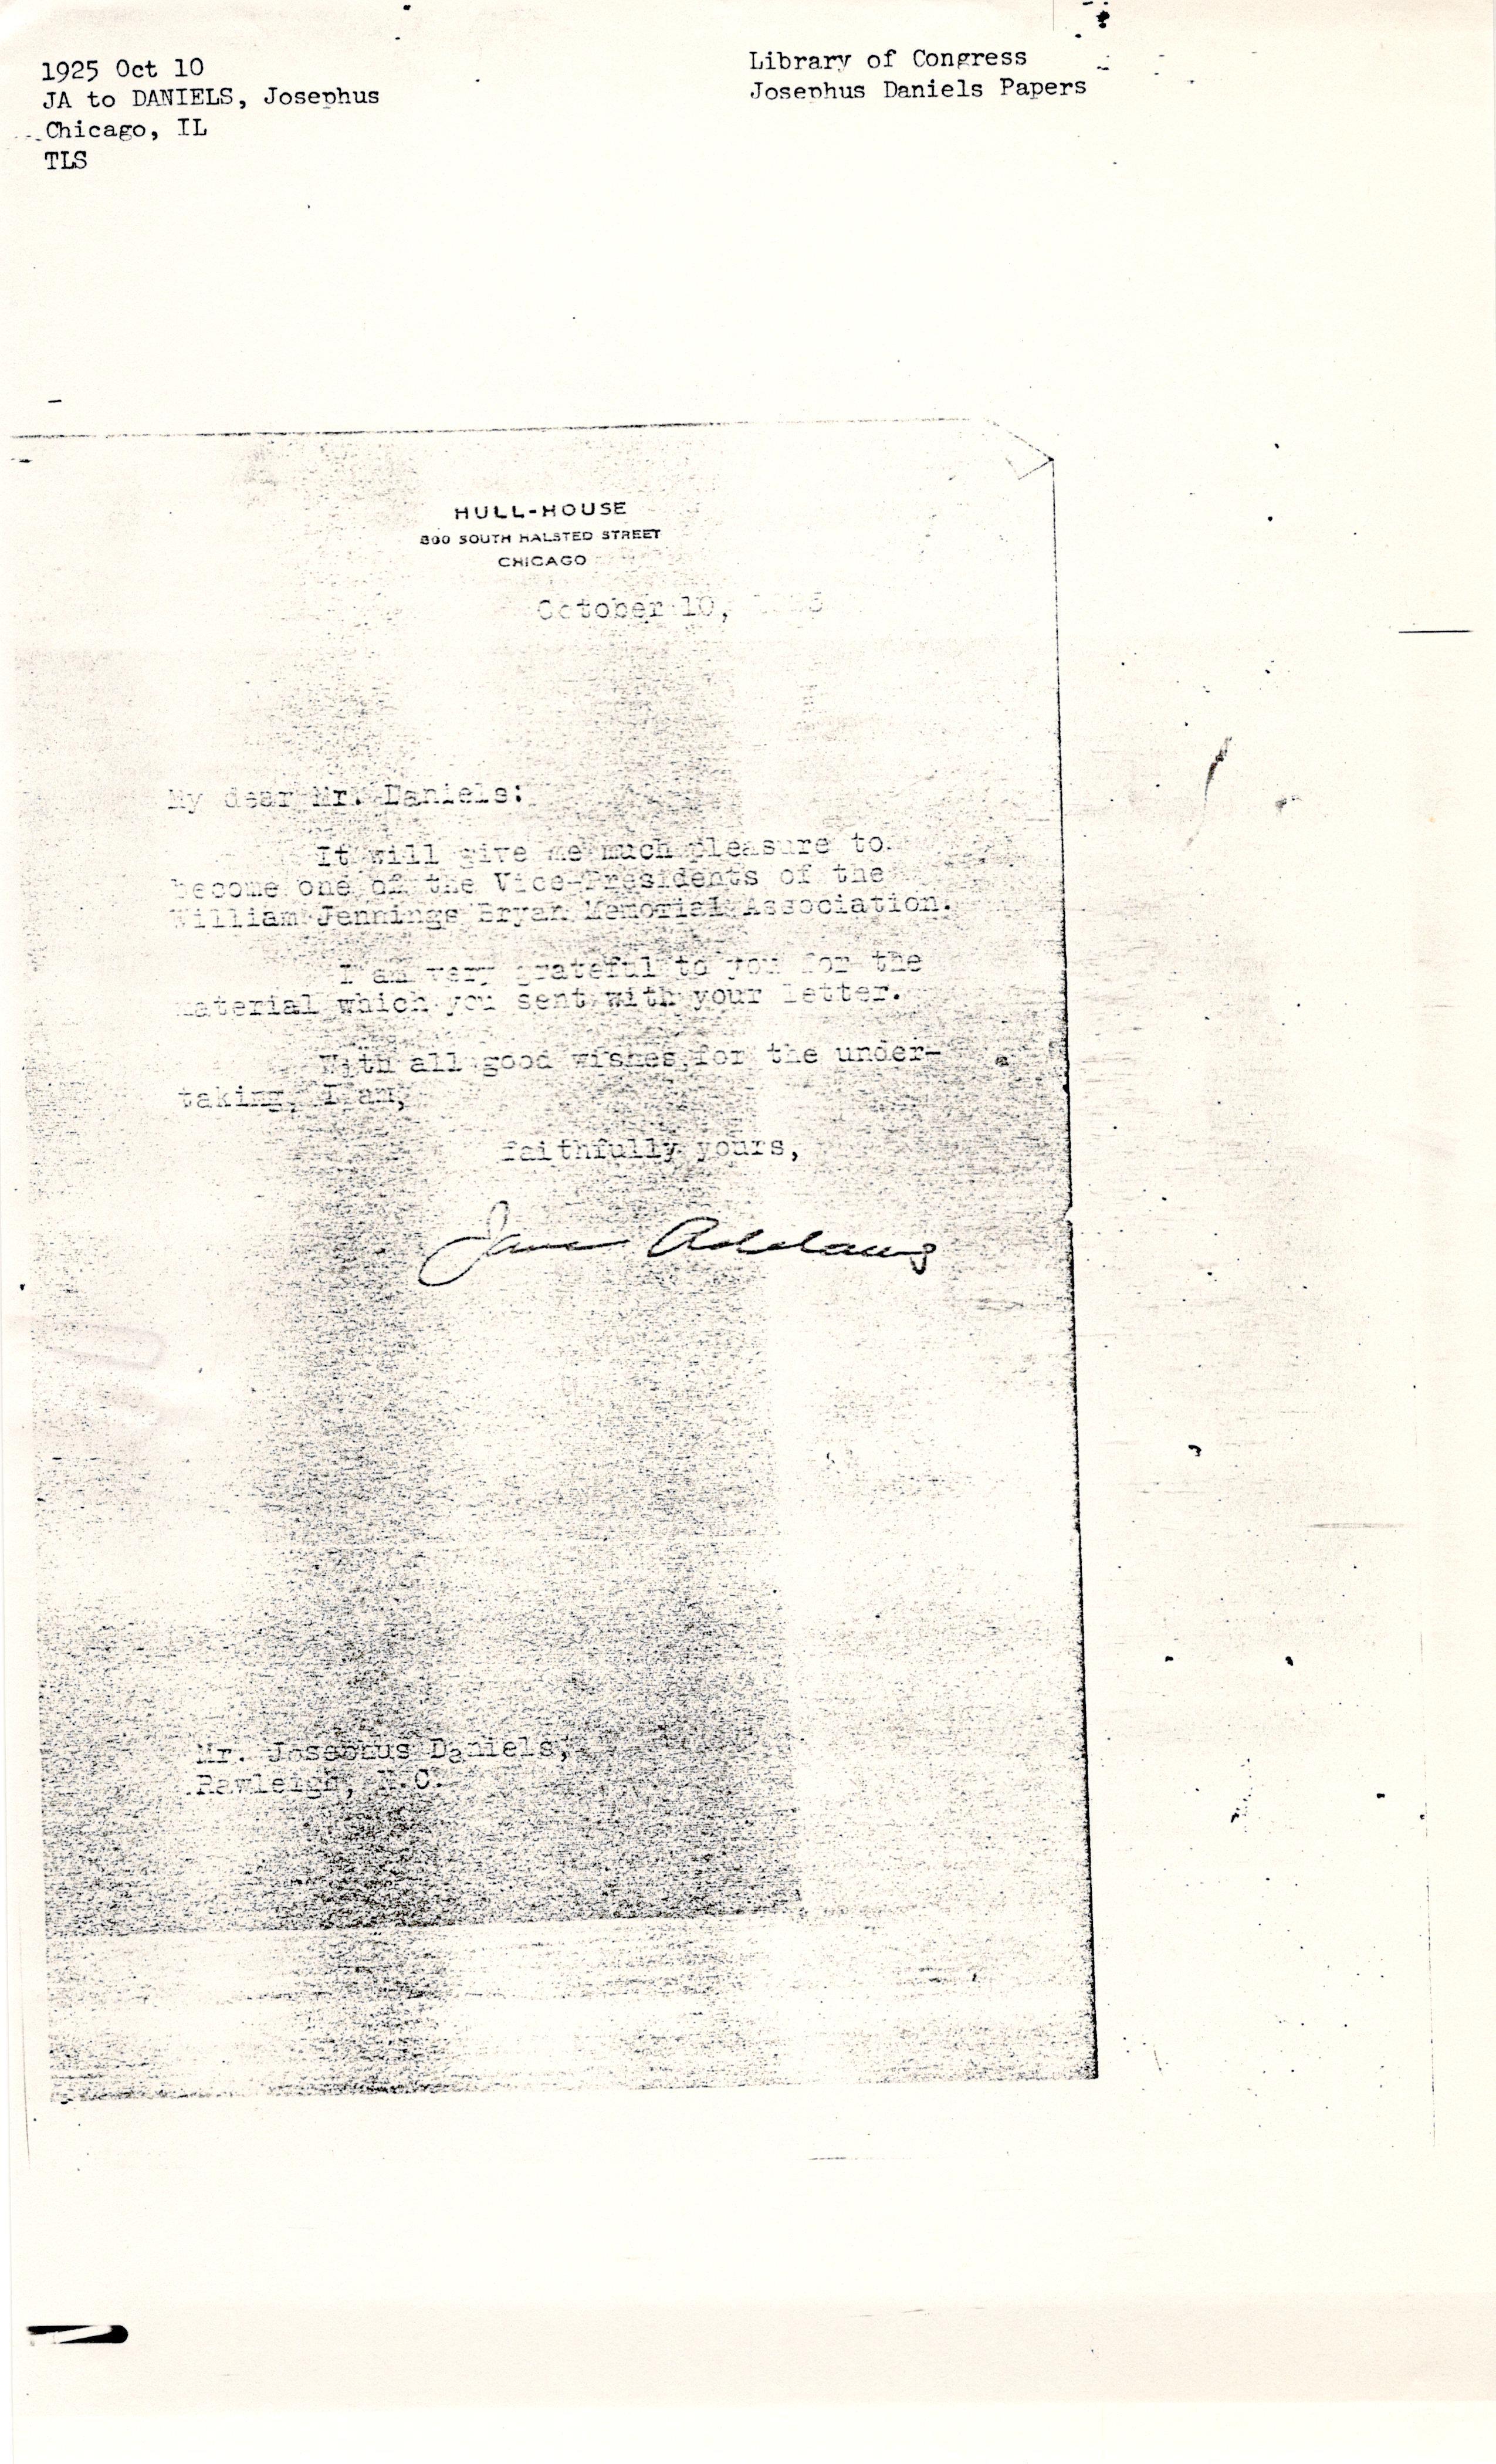 1925 Oct 10
JA to DANIELS, Josephus
Chicago, IL
TLS
Library of Congress
Josephus Daniels Papers
HULL-HOUSE
800 SOUTH HALSTED STREET
CHICAGO
October 10,
My dear Mr. Daniels:
It will give me much pleasure to
become one of the Vice-Presidents of the
William Jennings Bryan Memorial Association.
I am very grateful to you for the
material which you sent with your letter.
With all good wishes for the under-
taking, I am,
Faithfully yours,
Jane Addams
Mr. Josephus Daniels,
Rawleigh, N.C.